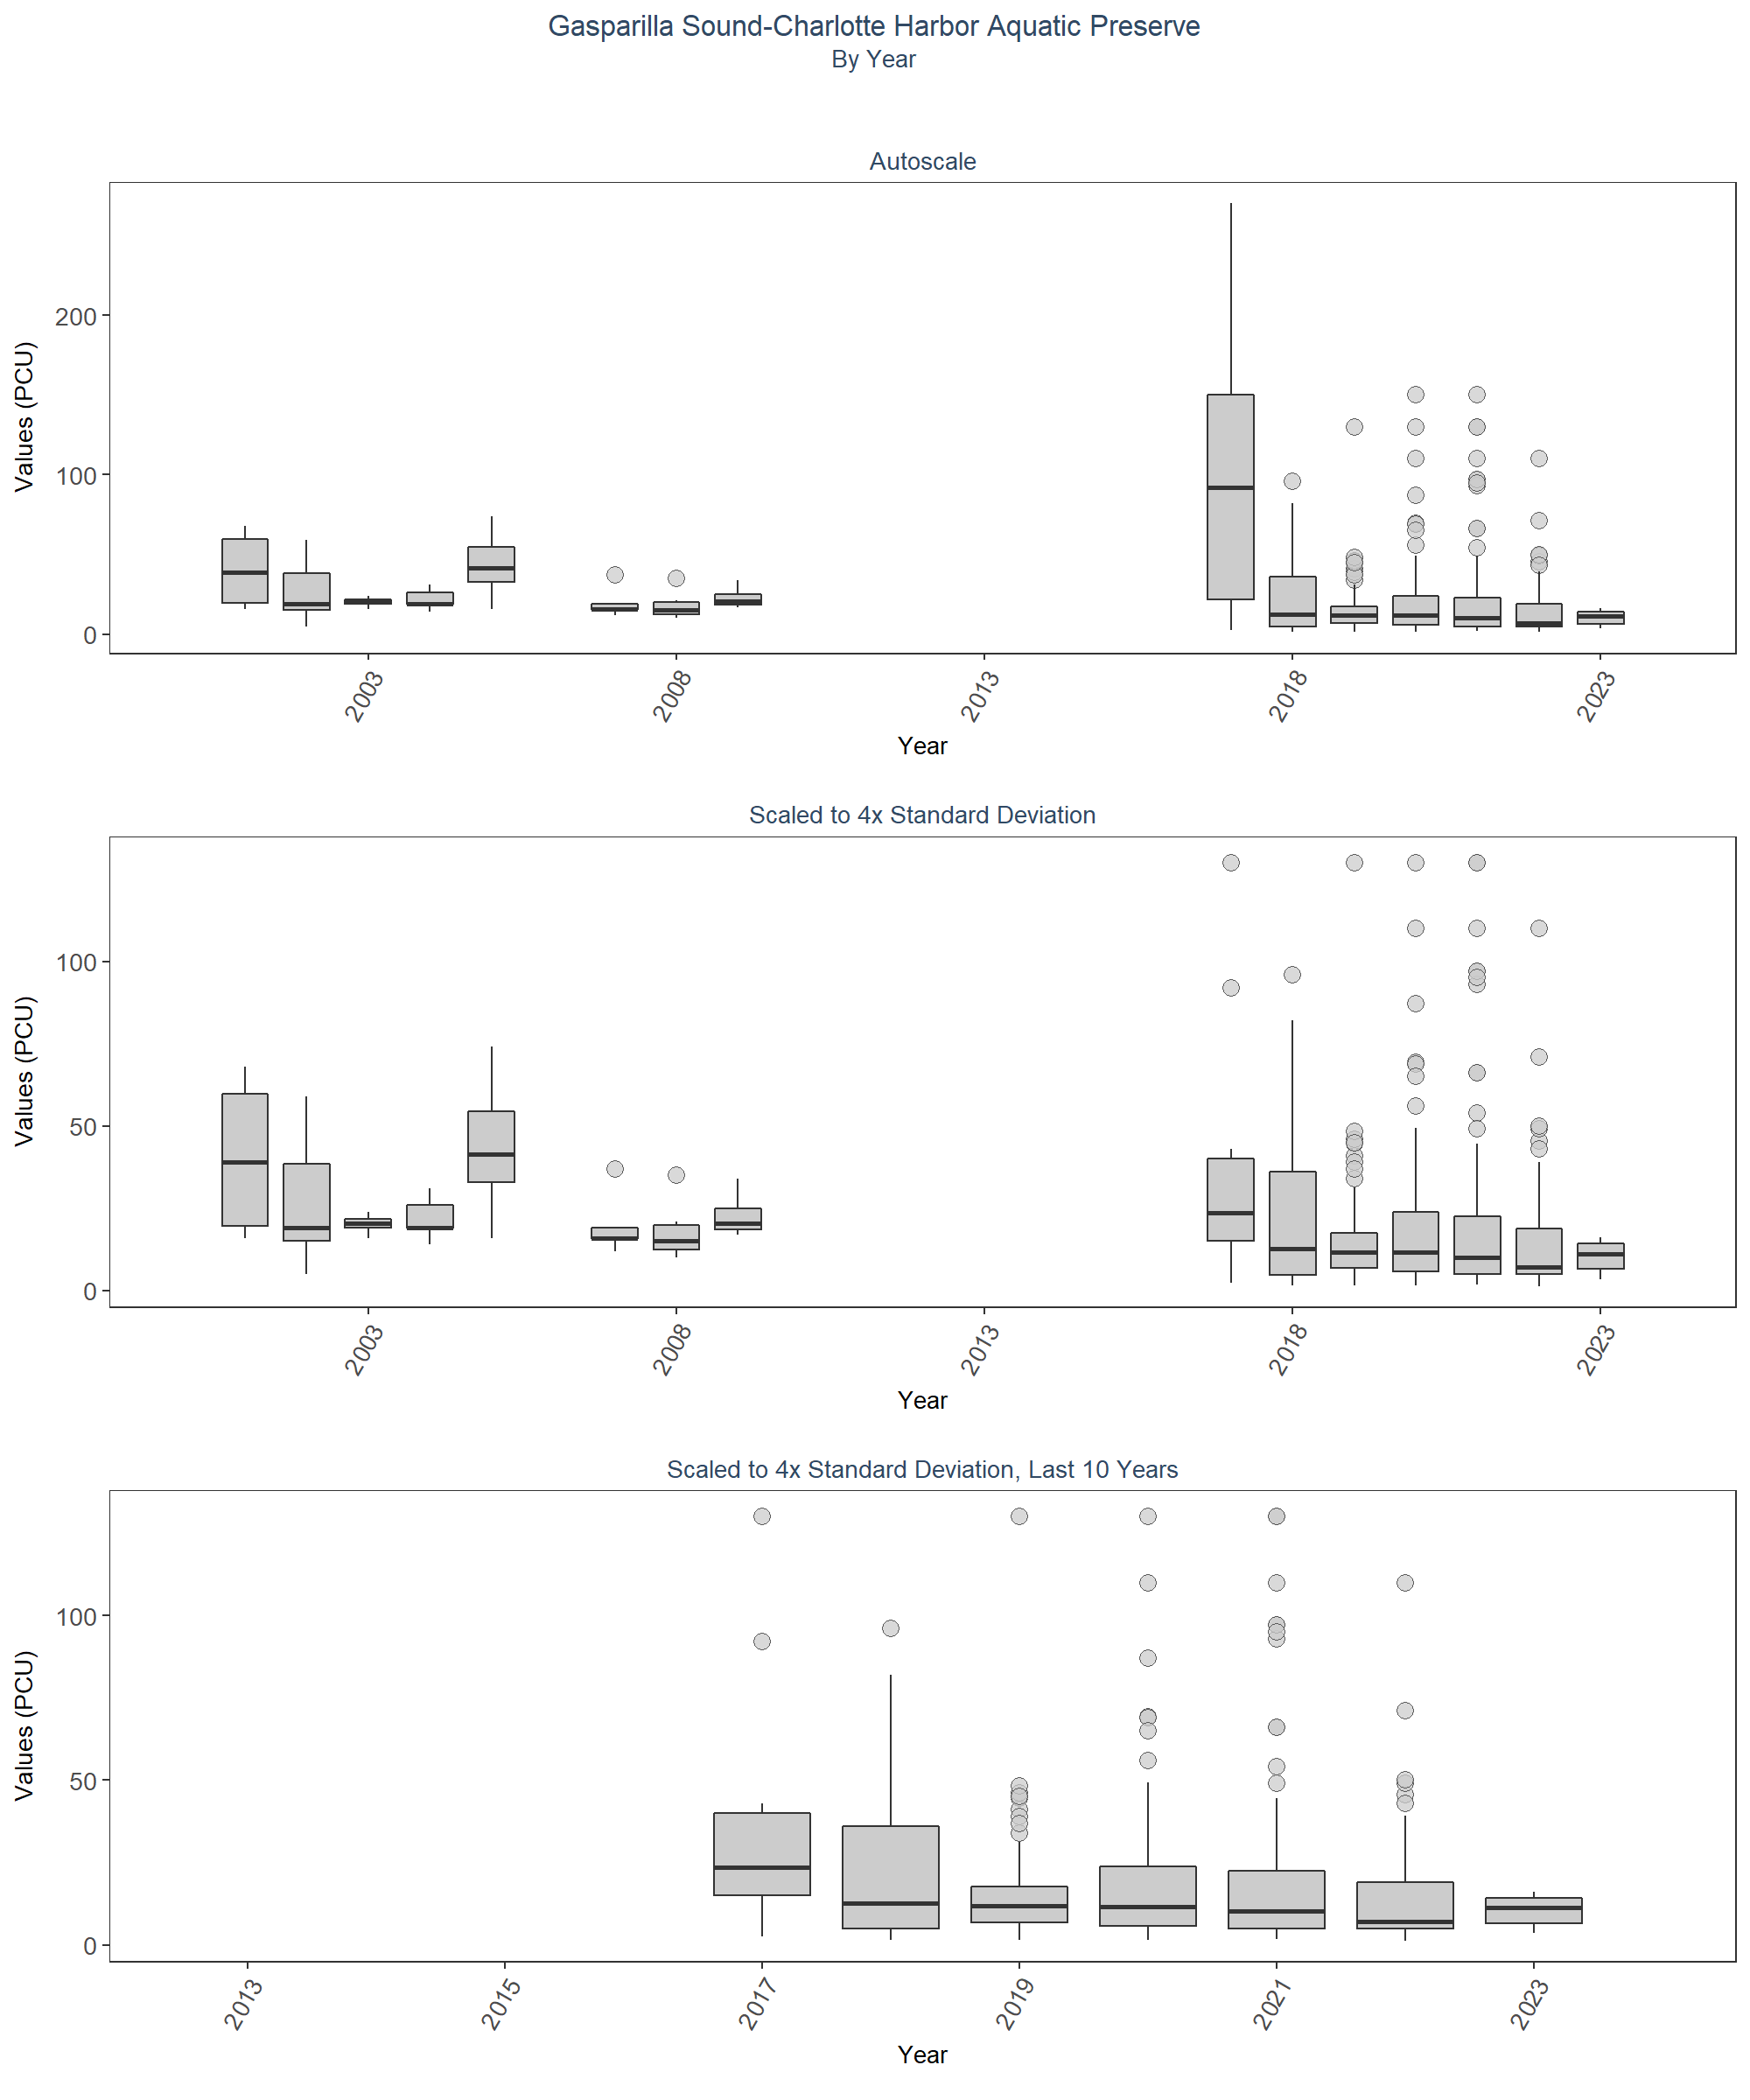 Gasparilla Sound-Charlotte Harbor Aquatic Preserve
By Year
Autoscale
Values (PCU)
200
100
0
2003
2008
2013
2018
2023
Year
Scaled to 4x Standard Deviation
Values (PCU)
100
50
0
2003
2008
2013
2018
2023
Year
Scaled to 4x Standard Deviation, Last 10 Years
Values (PCU)
100
50
0
2013
2015
2017
2019
2021
2023
Year